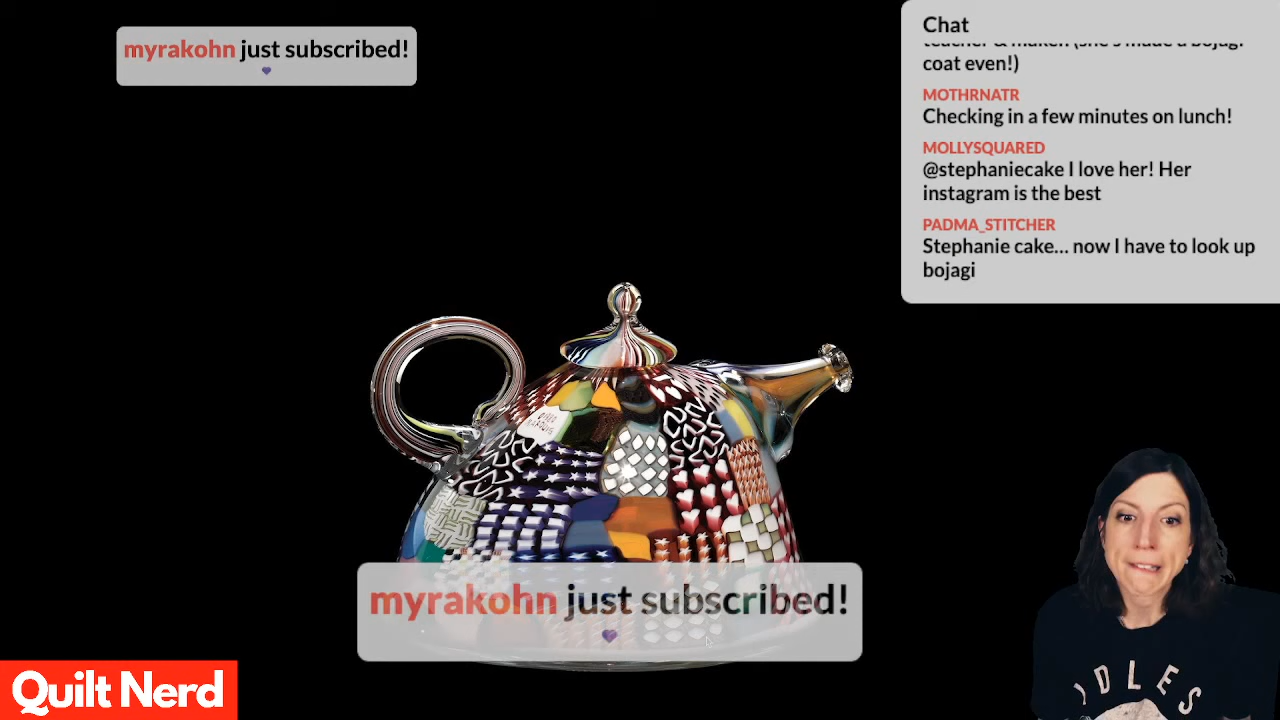 myrakohn just subscribed!
Chat
coat even!)
MOTHRNATR
Checking in a few minutes on lunch!
MOLLYSQUARED
@stephaniecake I love her! Her
instagram is the best
PADMA_STITCHER
Stephanie cake... now I have to look up
bojagi
myrakohn just subscribed!
Quilt Nerd
IDLES